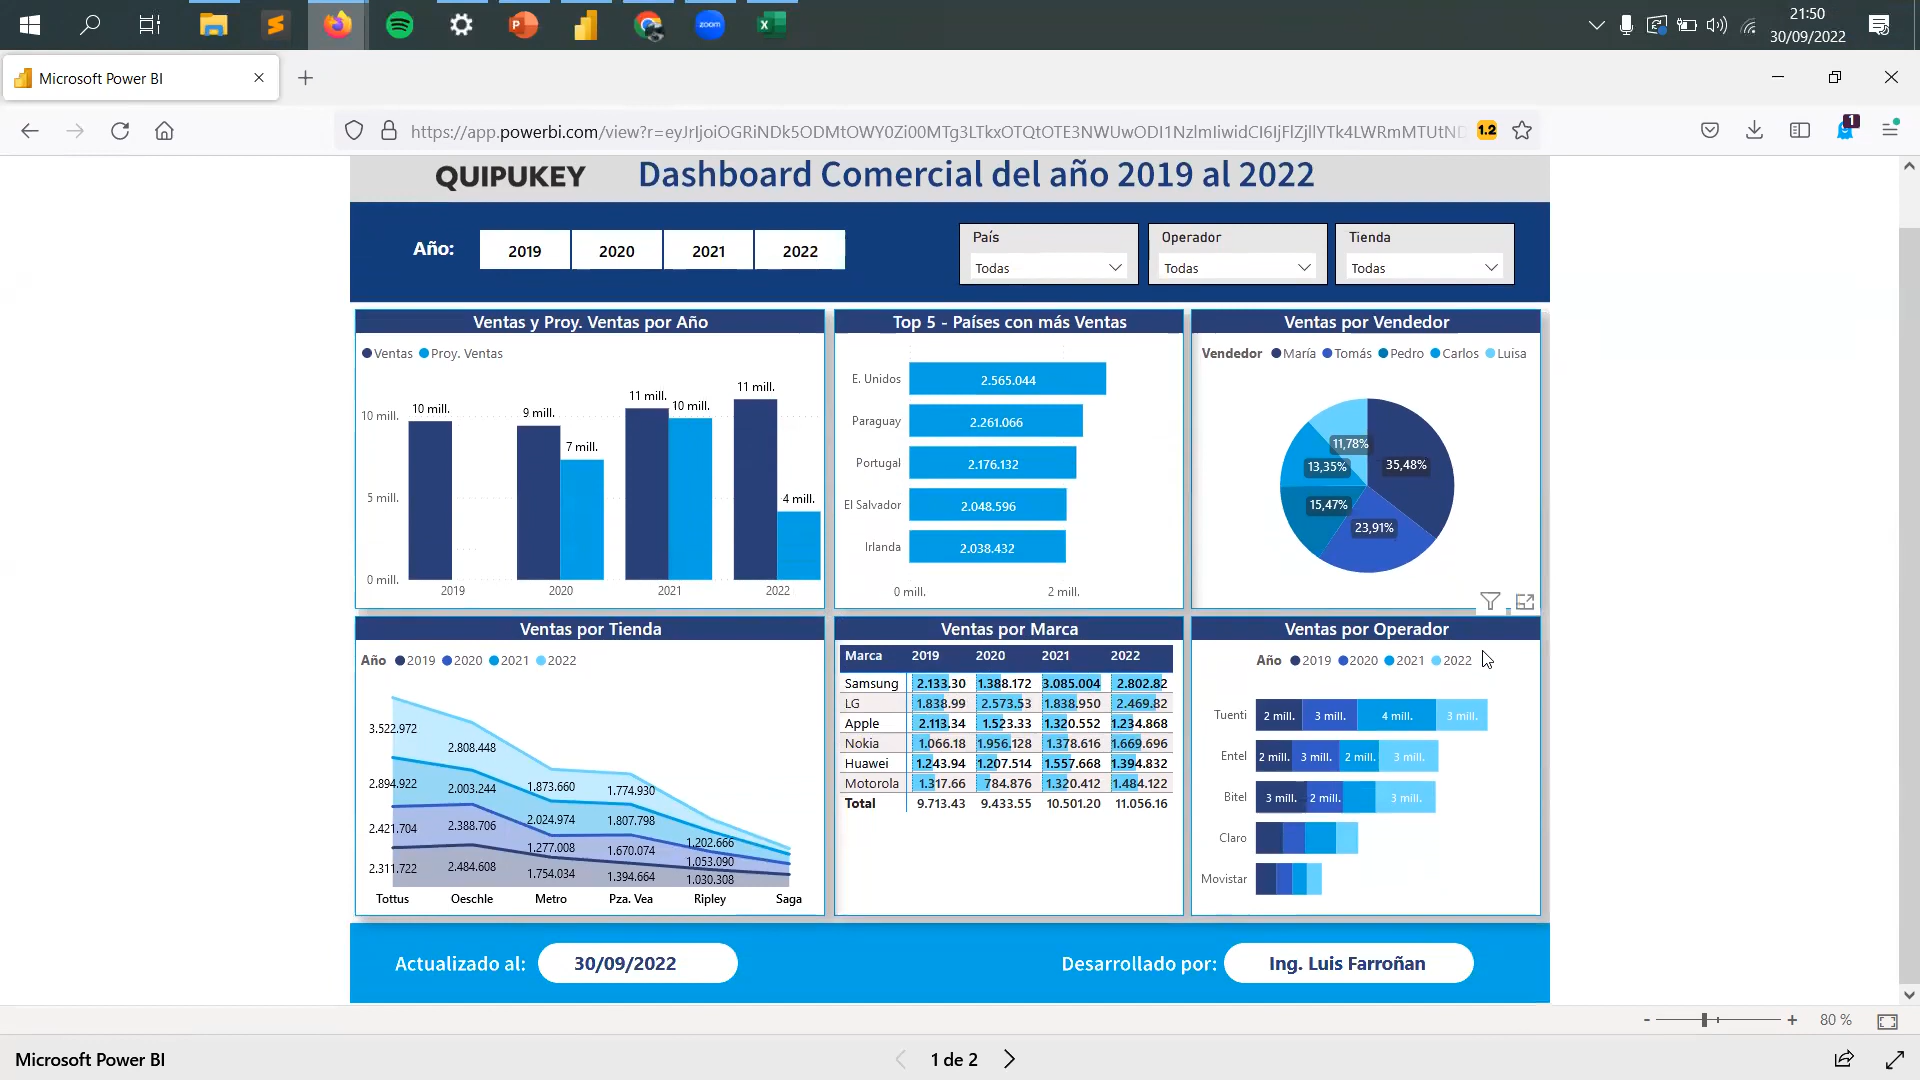 zoom
21:50
30/09/2022
Microsoft Power BI
https://app.powerbi.com/view?r=eyJrIjoiOGRiNDk5ODMtOWY0Zi00MTg3LTkxOTQtOTE3NWUwODI1NzlmIiwidCI6IjFlZjllYTk4LWRmMTUtND
1.2
1
QUIPUKEY
Dashboard Comercial del año 2019 al 2022
Año:
2019
2020
2021
2022
País
Todas
Operador
Todas
Tienda
Todas
Ventas y Proy. Ventas por Año
Ventas
Proy. Ventas
10 mill.
5 mill.
0 mill.
10 mill.
9 mill.
7 mill.
11 mill.
10 mill.
11 mill.
4 mill.
2019
2020
2021
2022
Top 5 - Países con más Ventas
E. Unidos
2.565.044
Paraguay
2.261.066
Portugal
2.176.132
El Salvador
2.048.596
Irlanda
2.038.432
0 mill.
2 mill.
Ventas por Vendedor
Vendedor
María
Tomás
Pedro
Carlos
Luisa
11,78%
13,35%
35,48%
15,47%
23,91%
Ventas por Tienda
Año
2019
2020
2021
2022
3.522.972
2.894.922
2.421.704
2.311.722
2.808.448
2.003.244
2.388.706
2.484.608
1.873.660
2.024.974
1.277.008
1.754.034
1.774.930
1.807.798
1.670.074
1.394.664
1.202.666
1.053.090
1.030.308
Tottus
Oeschle
Metro
Pza. Vea
Ripley
Saga
Ventas por Marca
Marca 2019 2020 2021 2022
Samsung 2.133.30 1.388.172 3.085.004 2.802.82
LG 1.838.99 2.573.53 1.838.950 2.469.82
Apple 2.113.34 1.523.33 1.320.552 1.234.868
Nokia 1.066.18 1.956.128 1.378.616 1.669.696
Huawei 1.243.94 1.207.514 1.557.668 1.394.832
Motorola 1.317.66 784.876 1.320.412 1.484.122
Total 9.713.43 9.433.55 10.501.20 11.056.16
Ventas por Operador
Año
2019
2020
2021
2022
Tuenti 2 mill. 3 mill. 4 mill. 3 mill.
Entel 2 mill. 3 mill. 2 mill. 3 mill.
Bitel 3 mill. 2 mill. 3 mill.
Claro
Movistar
Actualizado al:
30/09/2022
Desarrollado por:
Ing. Luis Farroñan
80 %
Microsoft Power BI
1 de 2